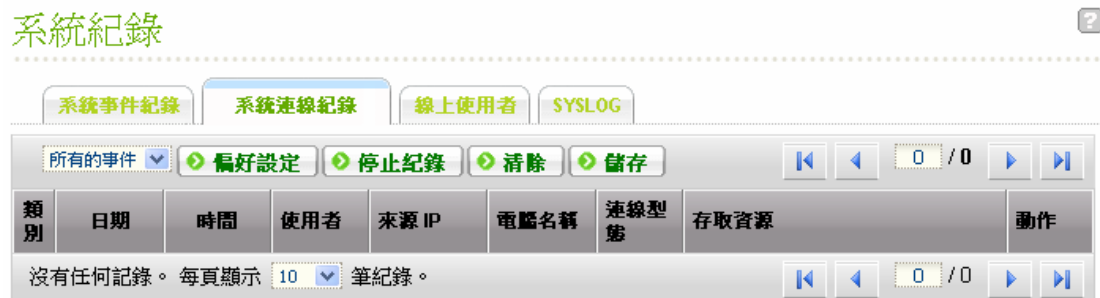 系統紀錄
?
系統事件紀錄 系統連線紀錄 線上使用者 SYSLOG
所有的事件 偏好設定 停止紀錄 清除 儲存 0 / 0
類別 日期 時間 使用者 來源 IP 電腦名稱 連線型態 存取資源 動作
沒有任何記錄。 每頁顯示 10 筆紀錄。 0 / 0